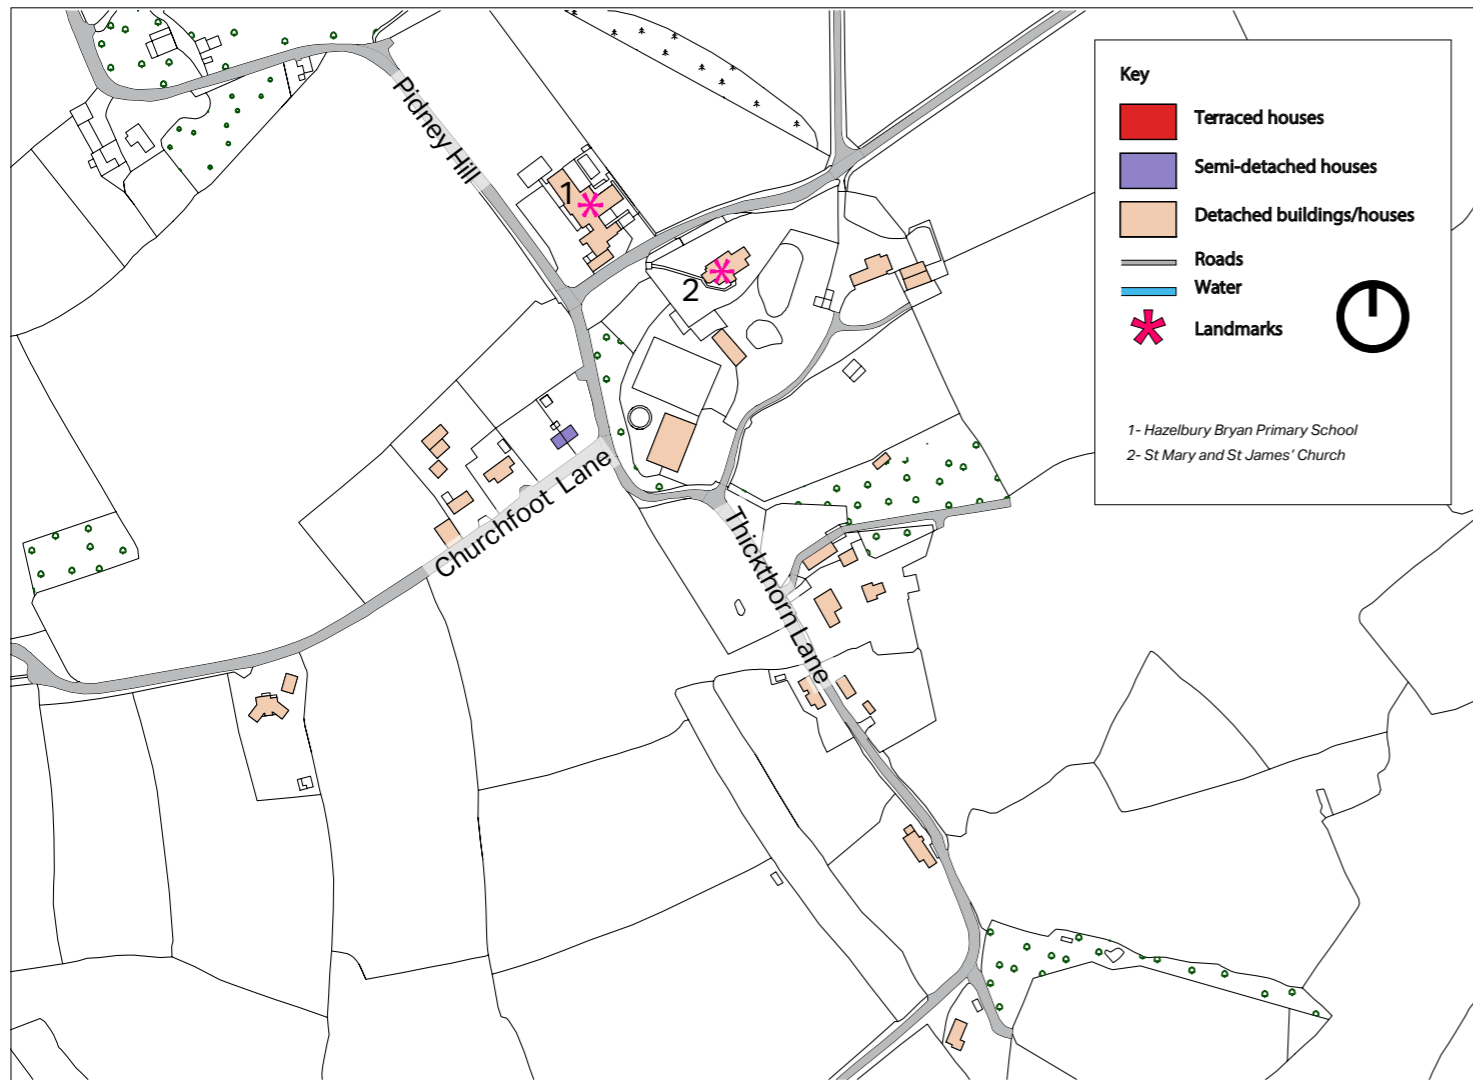 Pidney Hill
1
2
Churchfoot Lane
Thickthorn Lane
Key
Terraced houses
Semi-detached houses
Detached buildings/houses
Roads
Water
Landmarks
1- Hazelbury Bryan Primary School
2- St Mary and St James' Church